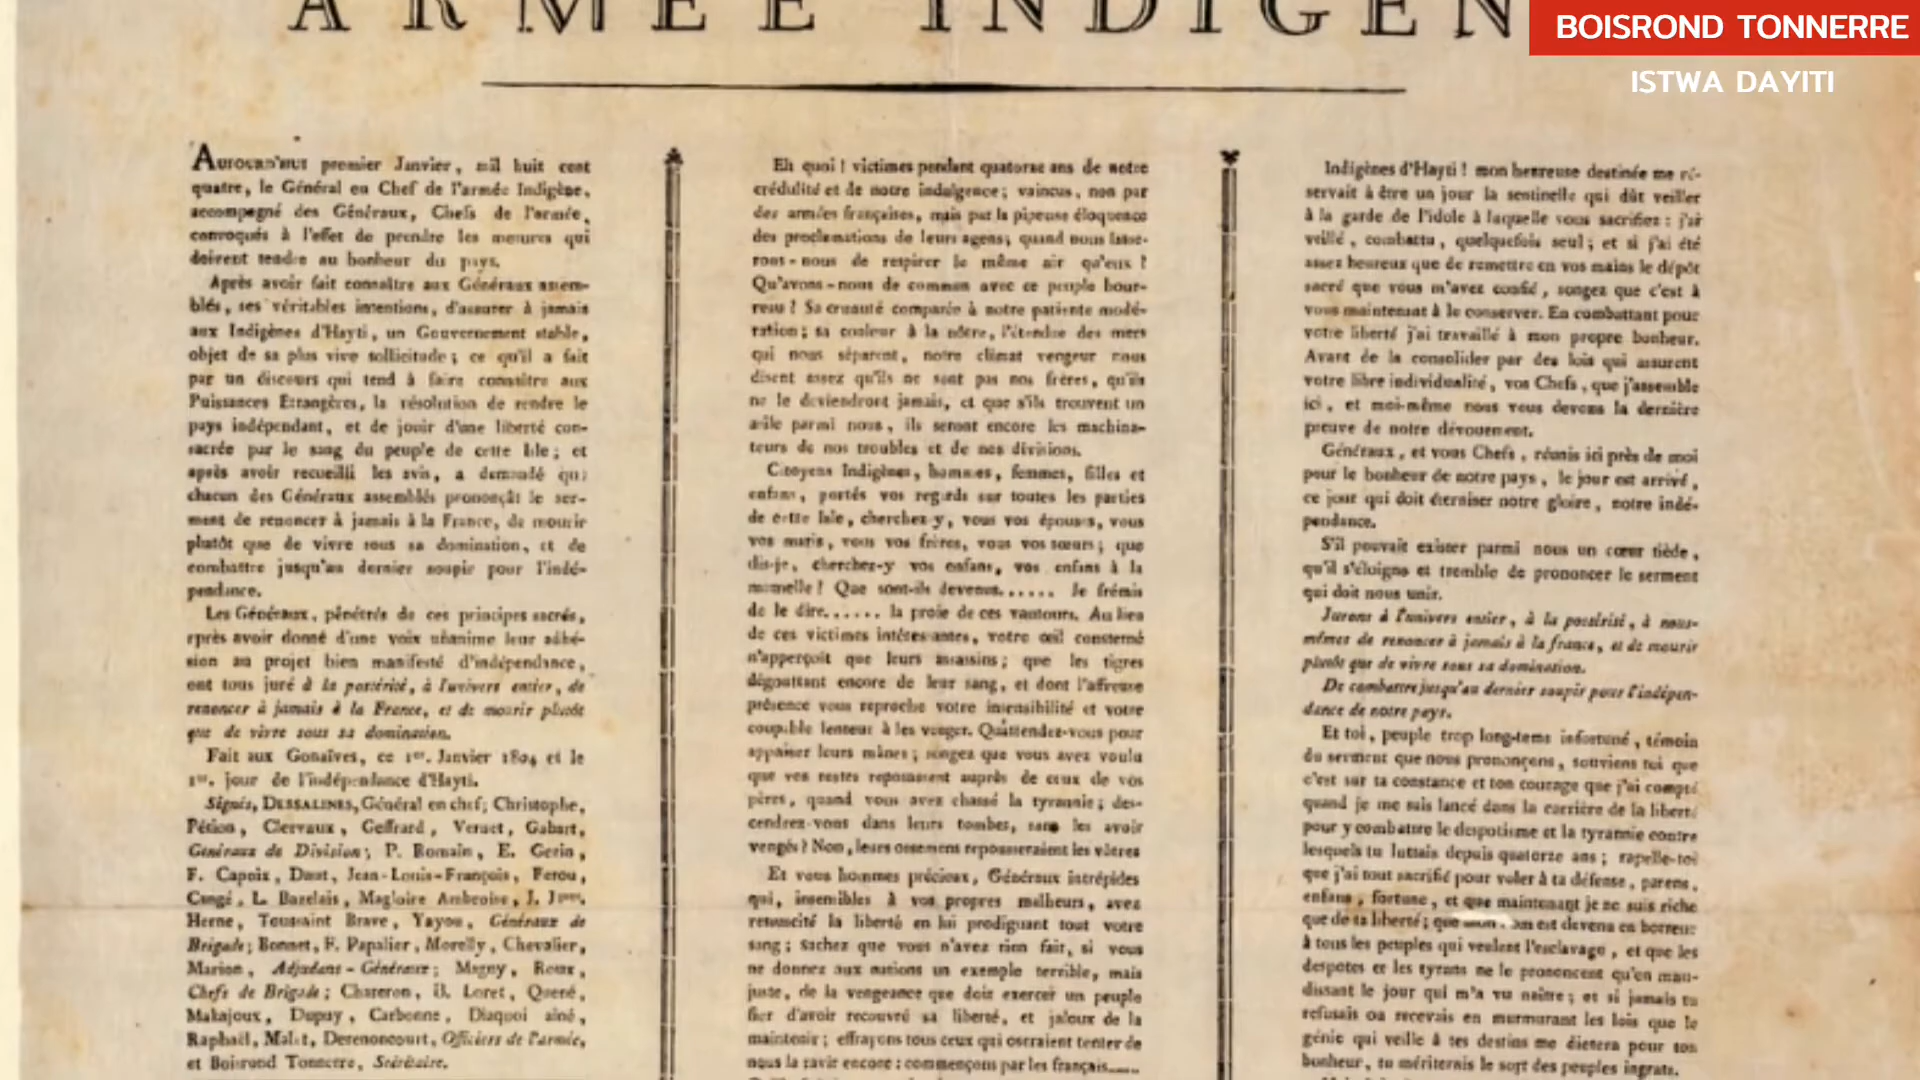 ARMÉE INDIGÈN
BOISROND TONNERRE
ISTWA DAYITI
AUJOURD'HUI premier Janvier, mil huit cent
quatre, le Général en Chef de l'armée Indigène,
accompagné des Généraux, Chefs de l'armée,
convoqués à l'effet de prendre les mesures qui
doivent tendre au bonheur du pays.
Après avoir fait connaître aux Généraux assem-
blés, ses véritables intentions, d'assurer à jamais
aux Indigènes d'Hayti, un Gouvernement stable,
objet de sa plus vive sollicitude; ce qu'il a fait
par un discours qui tend à faire connaître aux
Puissances Etrangères, la résolution de rendre le
pays indépendant, et de jouir d'une liberté con-
sacrée par le sang du peuple de cette Isle; et
après avoir recueilli les avis, a demandé que
chacun des Généraux assemblés prononçât le ser-
ment de renoncer à jamais à la France, de mourir
plutôt que de vivre sous sa domination, et de
combattre jusqu'au dernier soupir pour l'indé-
pendance.
Les Généraux, pénétrés de ces principes sacrés,
après avoir donné d'une voix unanime leur adhé-
sion au projet bien manifesté d'indépendance,
ont tous juré à la postérité, à l'univers entier, de
renoncer à jamais à la France, et de mourir plutôt
que de vivre sous sa domination.
Fait aux Gonaïves, ce 1er. Janvier 1804 et le
1er. jour de l'indépendance d'Hayti.
Signés, DESSALINES, Général en chef; Christophe,
Pétion, Clervaux, Geffrard, Vernet, Gabart,
Généraux de Division; P. Romain, E. Gerin,
F. Capoix, Daut, Jean-Louis-François, Ferou,
Cangé, L. Bazelais, Magloire Ambroise, J. Jques.
Herne, Toussaint Brave, Yayou, Généraux de
Brigade; Bonnet, F. Papalier, Morelly, Chevalier,
Marion, Adjudans-Généraux; Magny, Roux,
Chefs de Brigade; Chareron, B. Loret, Quené,
Makajoux, Dupuy, Carbonne, Diaquoi aîné,
Raphaël, Malet, Derenoncourt, Officiers de l'armée,
et Boisrond Tonnerre, Secrétaire.
Eh quoi! victimes pendant quatorze ans de notre
crédulité et de notre indulgence; vaincus, non par
des armées françaises, mais par la pipeuse éloquence
des proclamations de leurs agens; quand nous lasse-
rons-nous de respirer le même air qu'eux?
Qu'avons-nous de commun avec ce peuple bour-
reau? Sa cruauté comparée à notre patiente modé-
ration; sa couleur à la nôtre, l'étendue des mers
qui nous séparent, notre climat vengeur nous
disent assez qu'ils ne sont pas nos frères, qu'ils
ne le deviendront jamais, et que s'ils trouvent un
asile parmi nous, ils seront encore les machina-
teurs de nos troubles et de nos divisions.
Citoyens Indigènes, hommes, femmes, filles et
enfans, portés vos regards sur toutes les parties
de cette Isle, cherchez-y, vous vos épouses, vous
vos maris, vous vos frères, vous vos sœurs; que
dis-je, cherchez-y vos enfans, vos enfans à la
mamelle! Que sont-ils devenus...... Je frémis
de le dire...... la proie de ces vautours. Au lieu
de ces victimes intéressantes, votre œil consterné
n'apperçoit que leurs assassins; que les tigres
dégouttant encore de leur sang, et dont l'affreuse
présence vous reproche votre insensibilité et votre
coupable lenteur à les venger. Qu'attendez-vous pour
appaiser leurs mânes; songez que vous avez voulu
que vos restes reposassent auprès de ceux de vos
pères, quand vous avez chassé la tyrannie; des-
cendrez-vous dans leurs tombes, sans les avoir
vengés? Non, leurs ossemens repousseraient les vôtres
Et vous hommes précieux, Généraux intrépides
qui, insensibles à vos propres malheurs, avez
ressuscité la liberté en lui prodiguant tout votre
sang; sachez que vous n'avez rien fait, si vous
ne donnez aux nations un exemple terrible, mais
juste, de la vengeance que doit exercer un peuple
fier d'avoir recouvré sa liberté, et jaloux de la
maintenir; effrayons tous ceux qui oseraient tenter de
nous la ravir encore: commençons par les français.....
Indigènes d'Hayti! mon heureuse destinée me ré-
servait à être un jour la sentinelle qui dût veiller
à la garde de l'idole à laquelle vous sacrifiez: j'ai
veillé, combattu, quelquefois seul; et si j'ai été
assez heureux que de remettre en vos mains le dépôt
sacré que vous m'avez confié, songez que c'est à
vous maintenant à le conserver. En combattant pour
votre liberté j'ai travaillé à mon propre bonheur.
Avant de la consolider par des lois qui assurent
votre libre individualité, vos Chefs, que j'assemble
ici, et moi-même nous vous devons la dernière
preuve de notre dévouement.
Généraux, et vous Chefs, réunis ici près de moi
pour le bonheur de notre pays, le jour est arrivé,
ce jour qui doit éterniser notre gloire, notre indé-
pendance.
S'il pouvait exister parmi nous un cœur tiède,
qu'il s'éloigne et tremble de prononcer le serment
qui doit nous unir.
Jurons à l'univers entier, à la postérité, à nous-
mêmes de renoncer à jamais à la france, et de mourir
plutôt que de vivre sous sa domination.
De combattre jusqu'au dernier soupir pour l'indépen-
dance de notre pays.
Et toi, peuple trop long-tems infortuné, témoin
du serment que nous prononçons, souviens toi que
c'est sur ta constance et ton courage que j'ai compté
quand je me suis lancé dans la carrière de la liberté
pour y combattre le despotisme et la tyrannie contre
lesquels tu luttais depuis quatorze ans; rapelle-toi
que j'ai tout sacrifié pour voler à ta défense, parens,
enfans, fortune, et que maintenant je ne suis riche
que de ta liberté; que mon est devenu en horreur
à tous les peuples qui veulent l'esclavage, et que les
despotes et les tyrans ne le prononcent qu'en mau-
dissant le jour qui m'a vu naître; et si jamais tu
refusais ou recevais en murmurant les lois que le
génie qui veille à tes destins me dictera pour ton
bonheur, tu mériterais le sort des peuples ingrats.